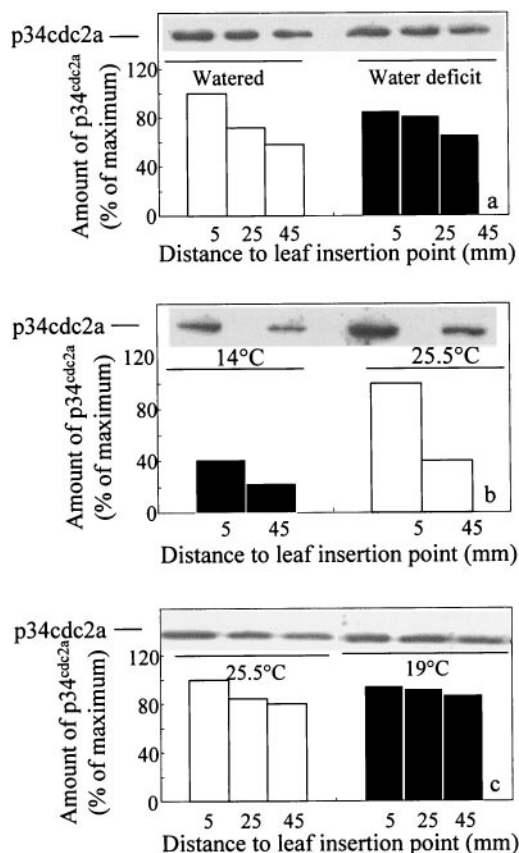 p34cdc2a —
Watered Water deficit
Amount of p34cdc2a
(% of maximum)
120
80
40
0
a
5 25 45 5 25 45
Distance to leaf insertion point (mm)
p34cdc2a —
14°C 25.5°C
Amount of p34cdc2a
(% of maximum)
120
80
40
0
b
5 45 5 45
Distance to leaf insertion point (mm)
p34cdc2a —
25.5°C 19°C
Amount of p34cdc2a
(% of maximum)
120
80
40
0
c
5 25 45 5 25 45
Distance to leaf insertion point (mm)